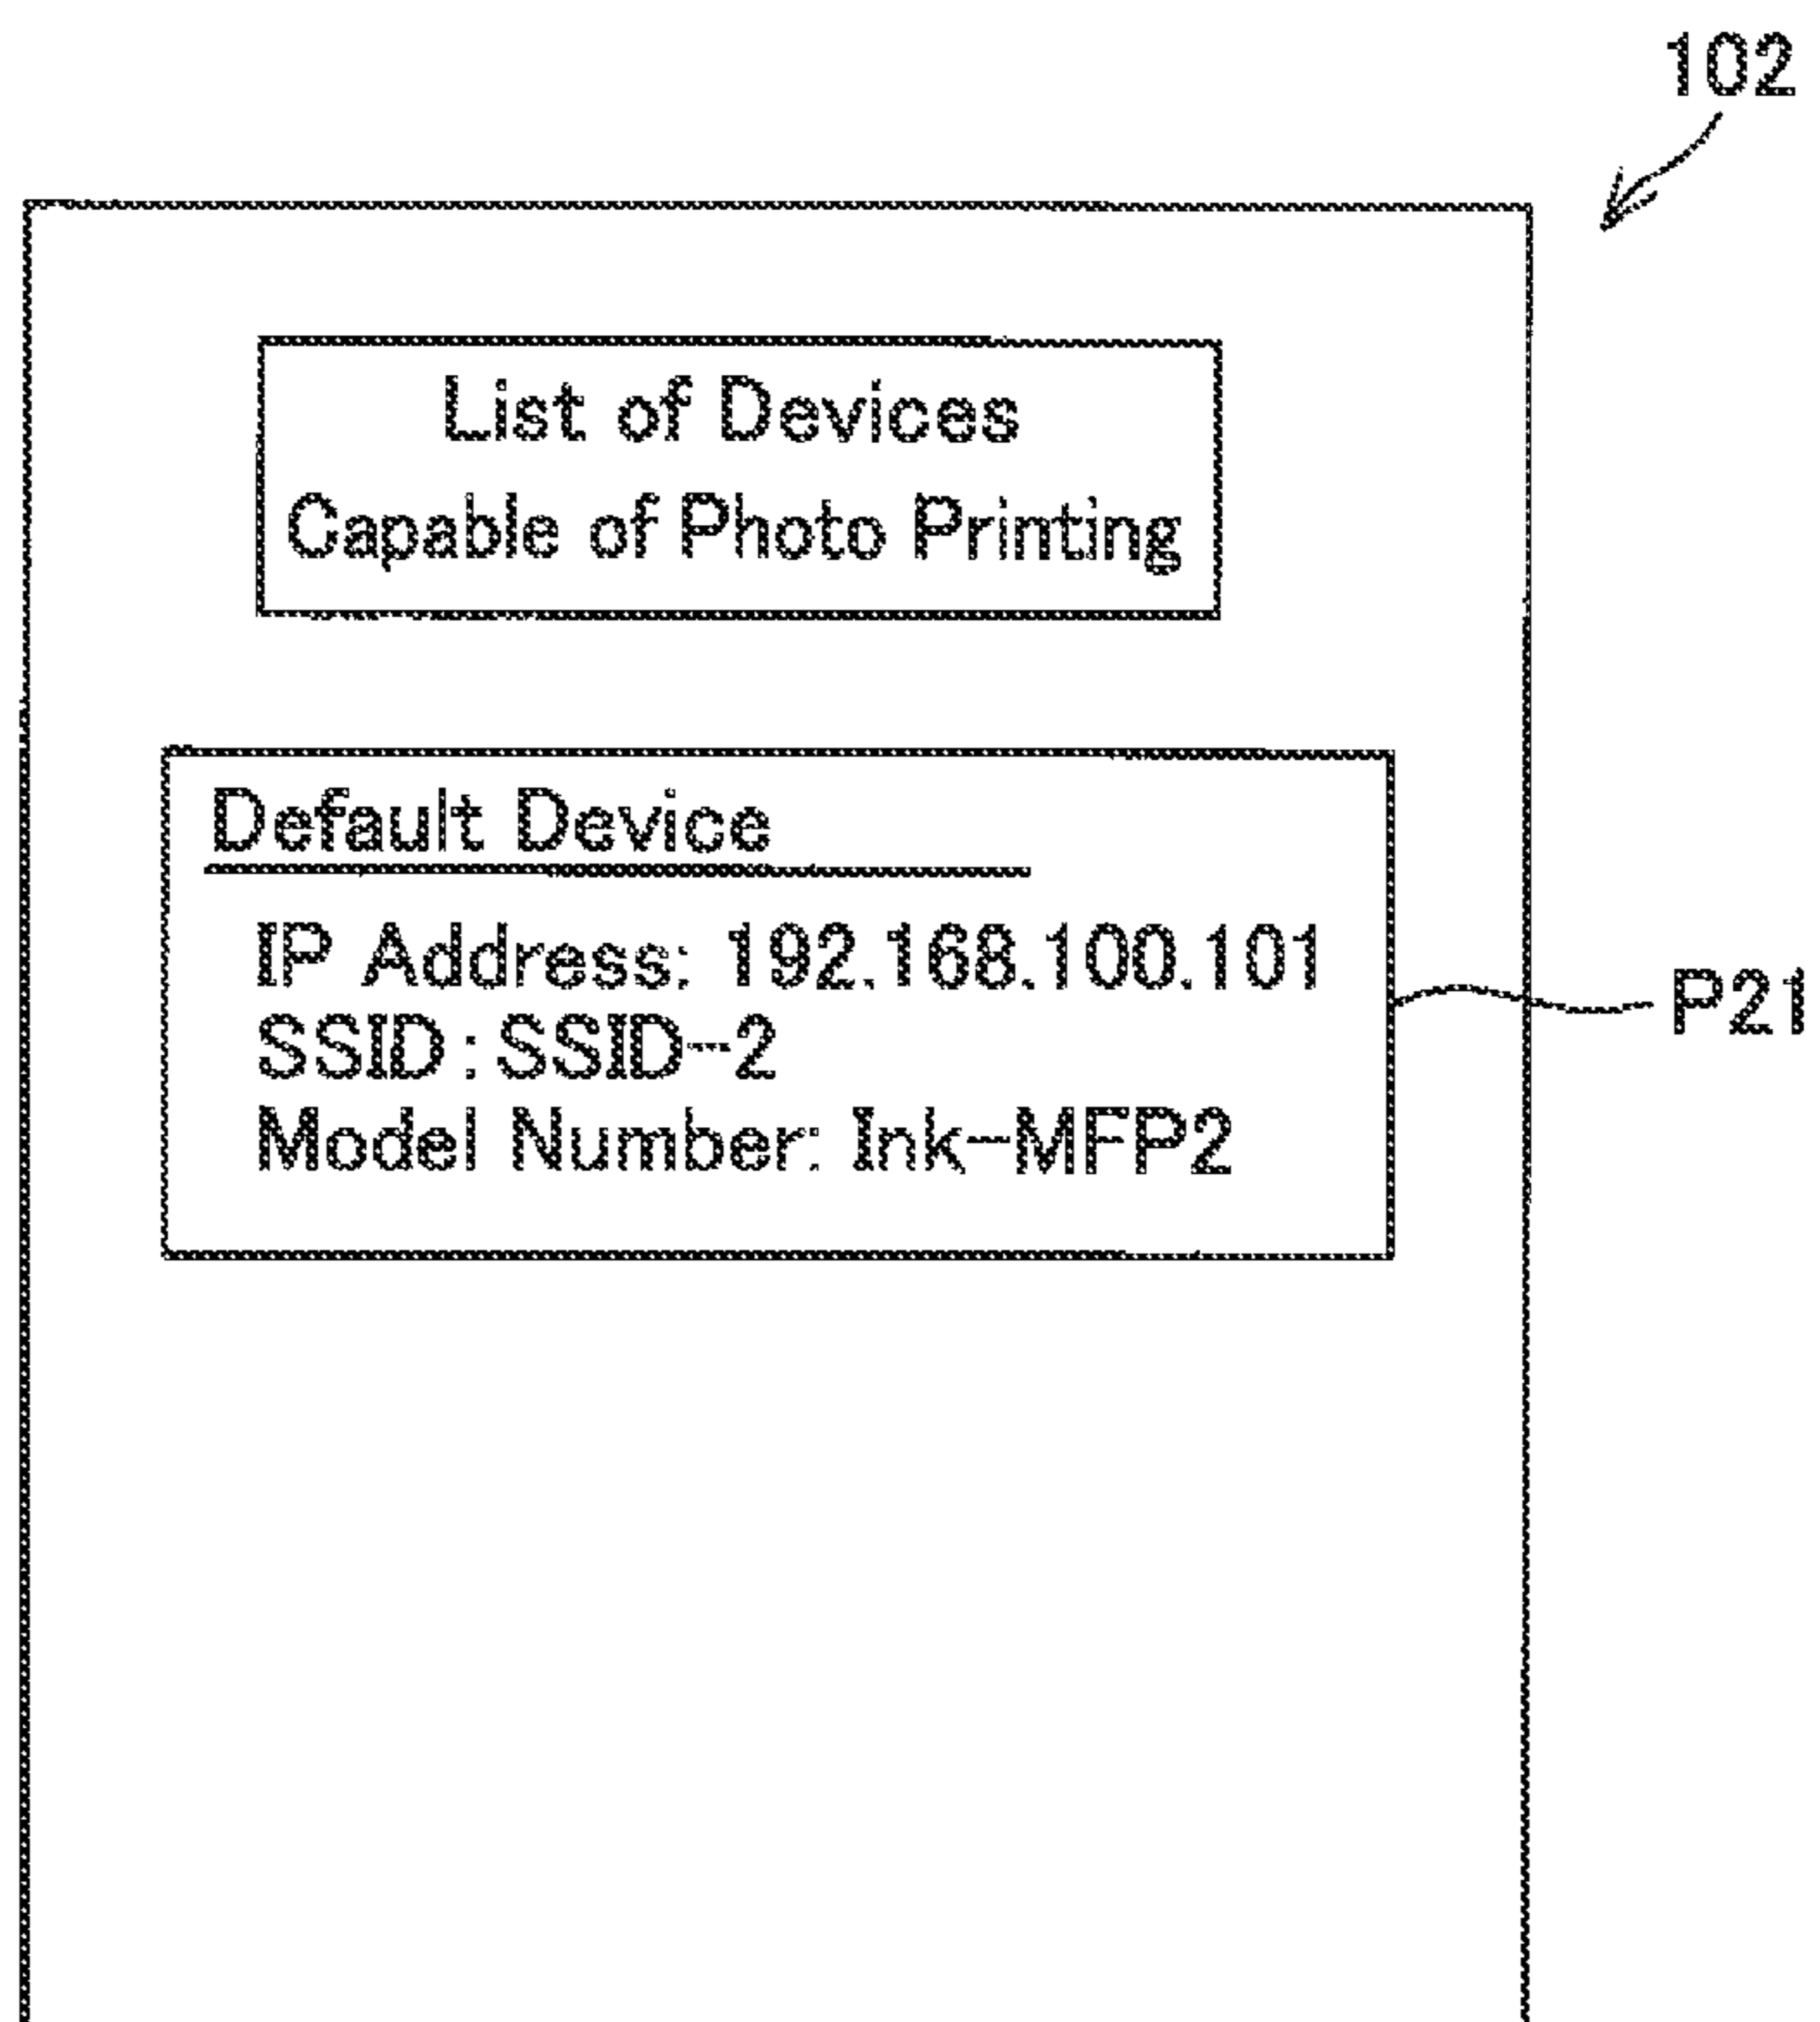 102
List of Devices
Capable of Photo Printing
Default Device
IP Address: 192.168.100.101
P21
SSID : SSID-2
Model Number: Ink-MFP2